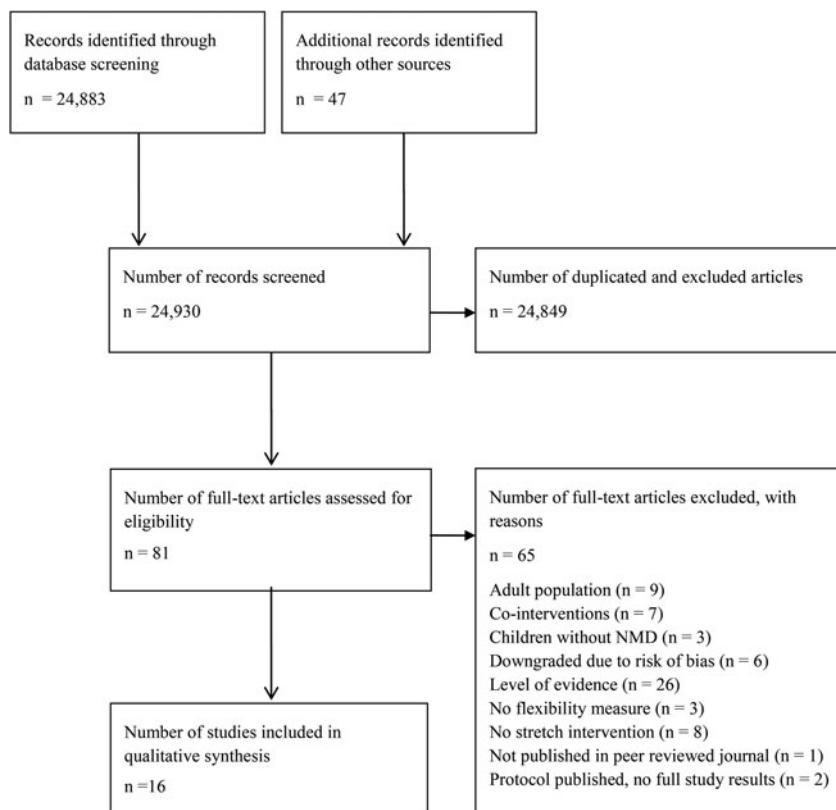 Records identified through
database screening
n = 24,883
Additional records identified
through other sources
n = 47
Number of records screened
n = 24,930
Number of duplicated and excluded articles
n = 24,849
Number of full-text articles assessed for
eligibility
n = 81
Number of full-text articles excluded, with
reasons
n = 65
Adult population (n = 9)
Co-interventions (n = 7)
Children without NMD (n = 3)
Downgraded due to risk of bias (n = 6)
Level of evidence (n = 26)
No flexibility measure (n = 3)
No stretch intervention (n = 8)
Not published in peer reviewed journal (n = 1)
Protocol published, no full study results (n = 2)
Number of studies included in
qualitative synthesis
n =16